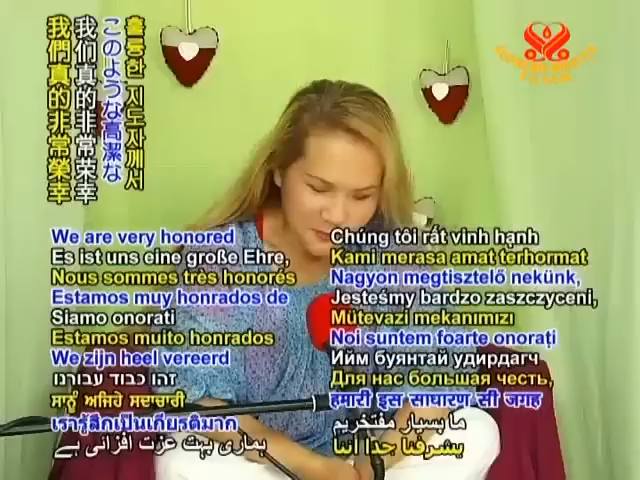 我們真的非常榮幸
我们真的非常荣幸
このような高潔な
훌륭한 지도자께서
SUPREME MASTER
TV.COM
We are very honored
Es ist uns eine große Ehre,
Nous sommes très honorés
Estamos muy honrados de
Siamo onorati
Estamos muito honrados
We zijn heel vereerd
זהו כבוד עבורנו
ਸਾਨੂੰ ਅਜਿਹੇ ਸਦਾਚਾਰੀ
เรารู้สึกเป็นเกียรติมาก
ہماری بہت عزت افزائی ہے
Chúng tôi rất vinh hạnh
Kami merasa amat terhormat
Nagyon megtisztelő nekünk,
Jesteśmy bardzo zaszczyceni,
Mütevazi mekanımızı
Noi suntem foarte onorați
Ийм буянтай удирдагч
Для нас большая честь,
हमारी इस साधारण सी जगह
ما بسیار مفتخریم
يشرفنا جدا أننا